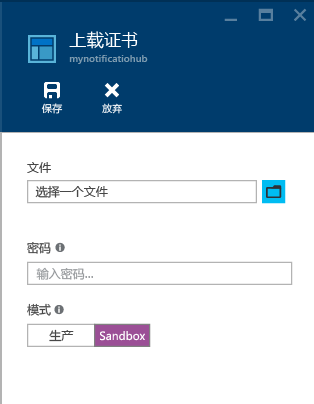 上载证书
mynotificatiohub
保存 放弃
文件
选择一个文件
密码
输入密码...
模式
生产 Sandbox